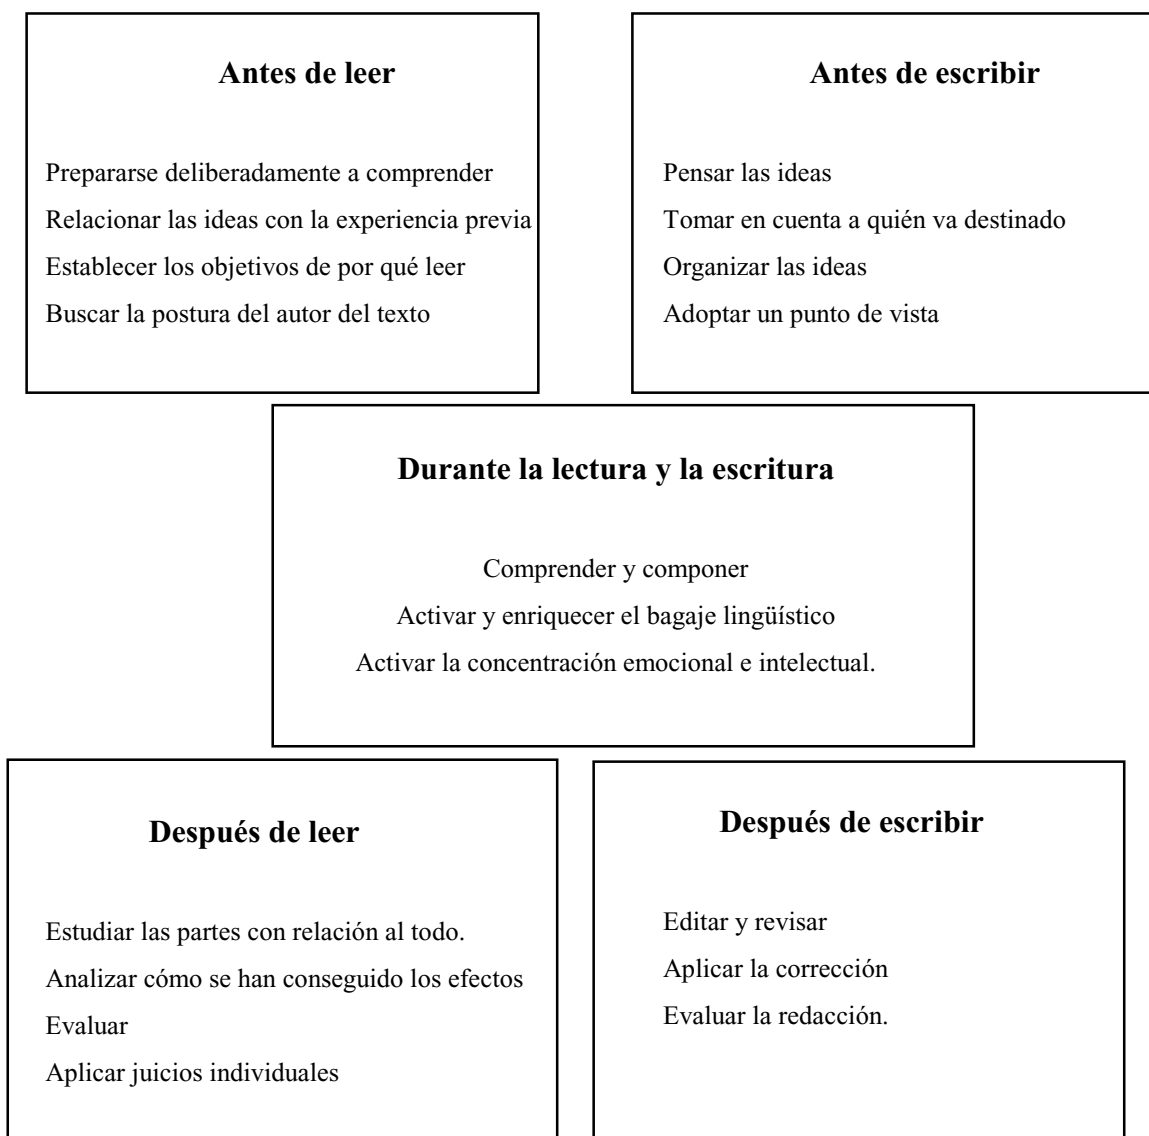 Antes de leer
Prepararse deliberadamente a comprender
Relacionar las ideas con la experiencia previa
Establecer los objetivos de por qué leer
Buscar la postura del autor del texto
Antes de escribir
Pensar las ideas
Tomar en cuenta a quién va destinado
Organizar las ideas
Adoptar un punto de vista
Durante la lectura y la escritura
Comprender y componer
Activar y enriquecer el bagaje lingüístico
Activar la concentración emocional e intelectual.
Después de leer
Estudiar las partes con relación al todo.
Analizar cómo se han conseguido los efectos
Evaluar
Aplicar juicios individuales
Después de escribir
Editar y revisar
Aplicar la corrección
Evaluar la redacción.